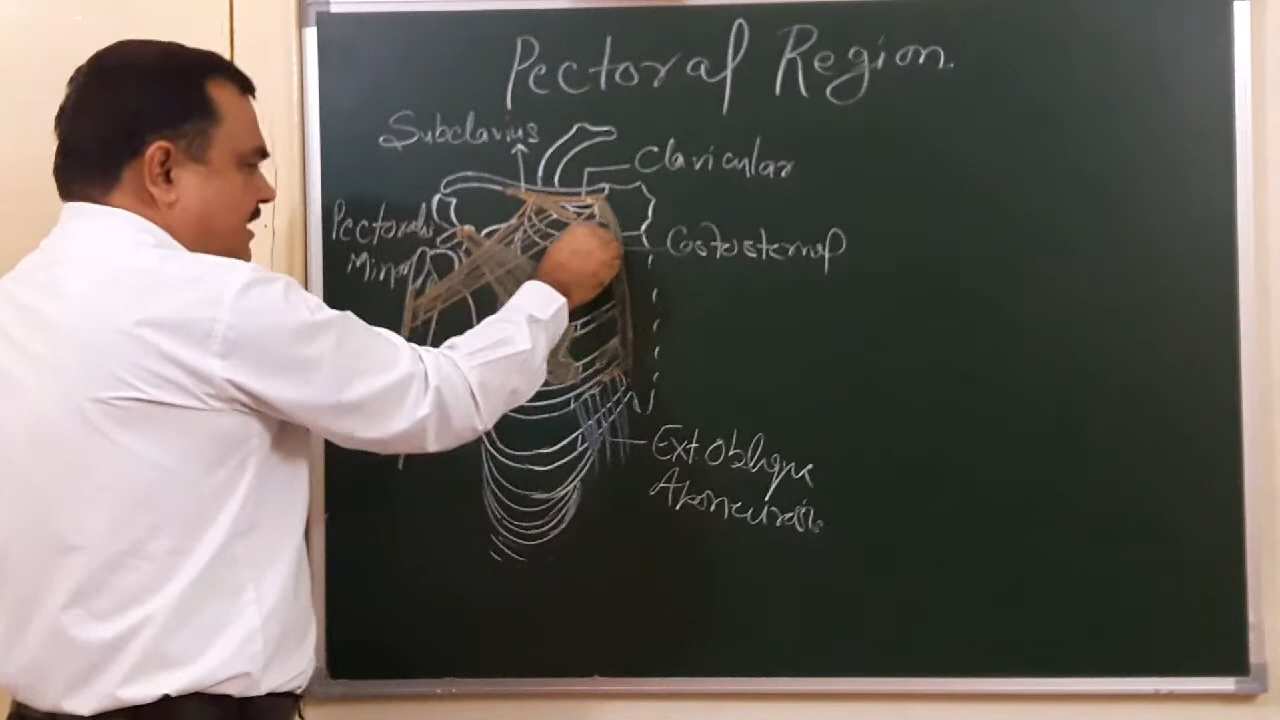 Pectoral Region.
Subclavius
Clavicular
Pectoralis
Minor
Costosternal
Ext Oblique
Aponeurosis